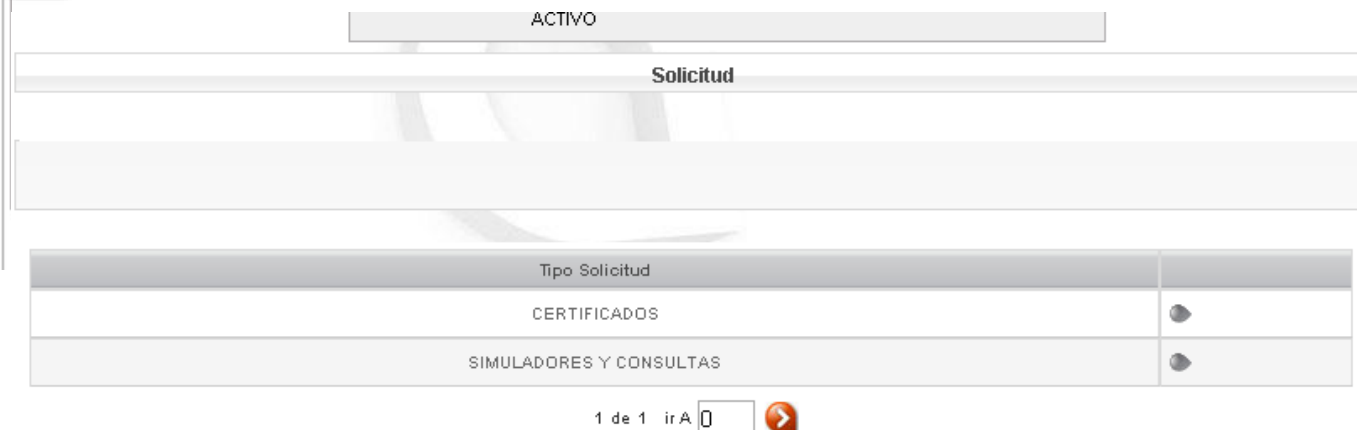 ACTIVO
Solicitud
Tipo Solicitud
CERTIFICADOS
SIMULADORES Y CONSULTAS
1 de 1 ir A 0